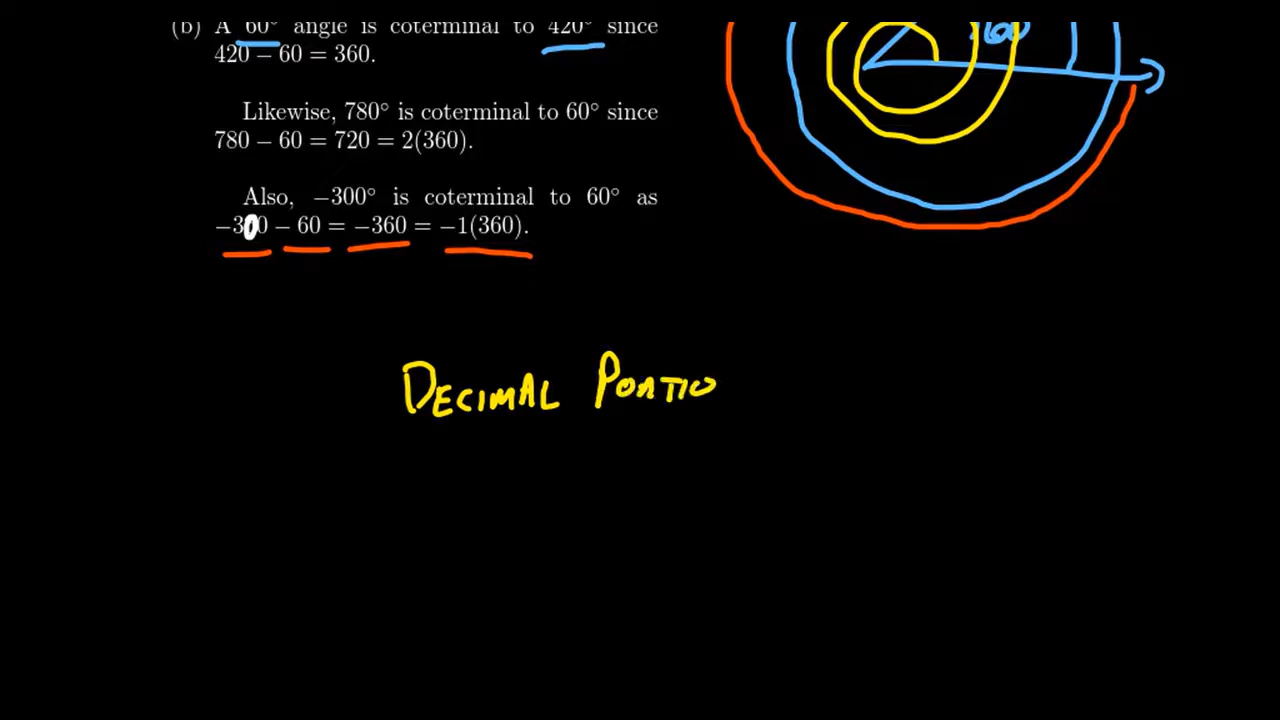 (b) A 60° angle is coterminal to 420° since
420 − 60 = 360.
Likewise, 780° is coterminal to 60° since
780 − 60 = 720 = 2(360).
Also, −300° is coterminal to 60° as
−300 − 60 = −360 = −1(360).
DECIMAL PORTIO